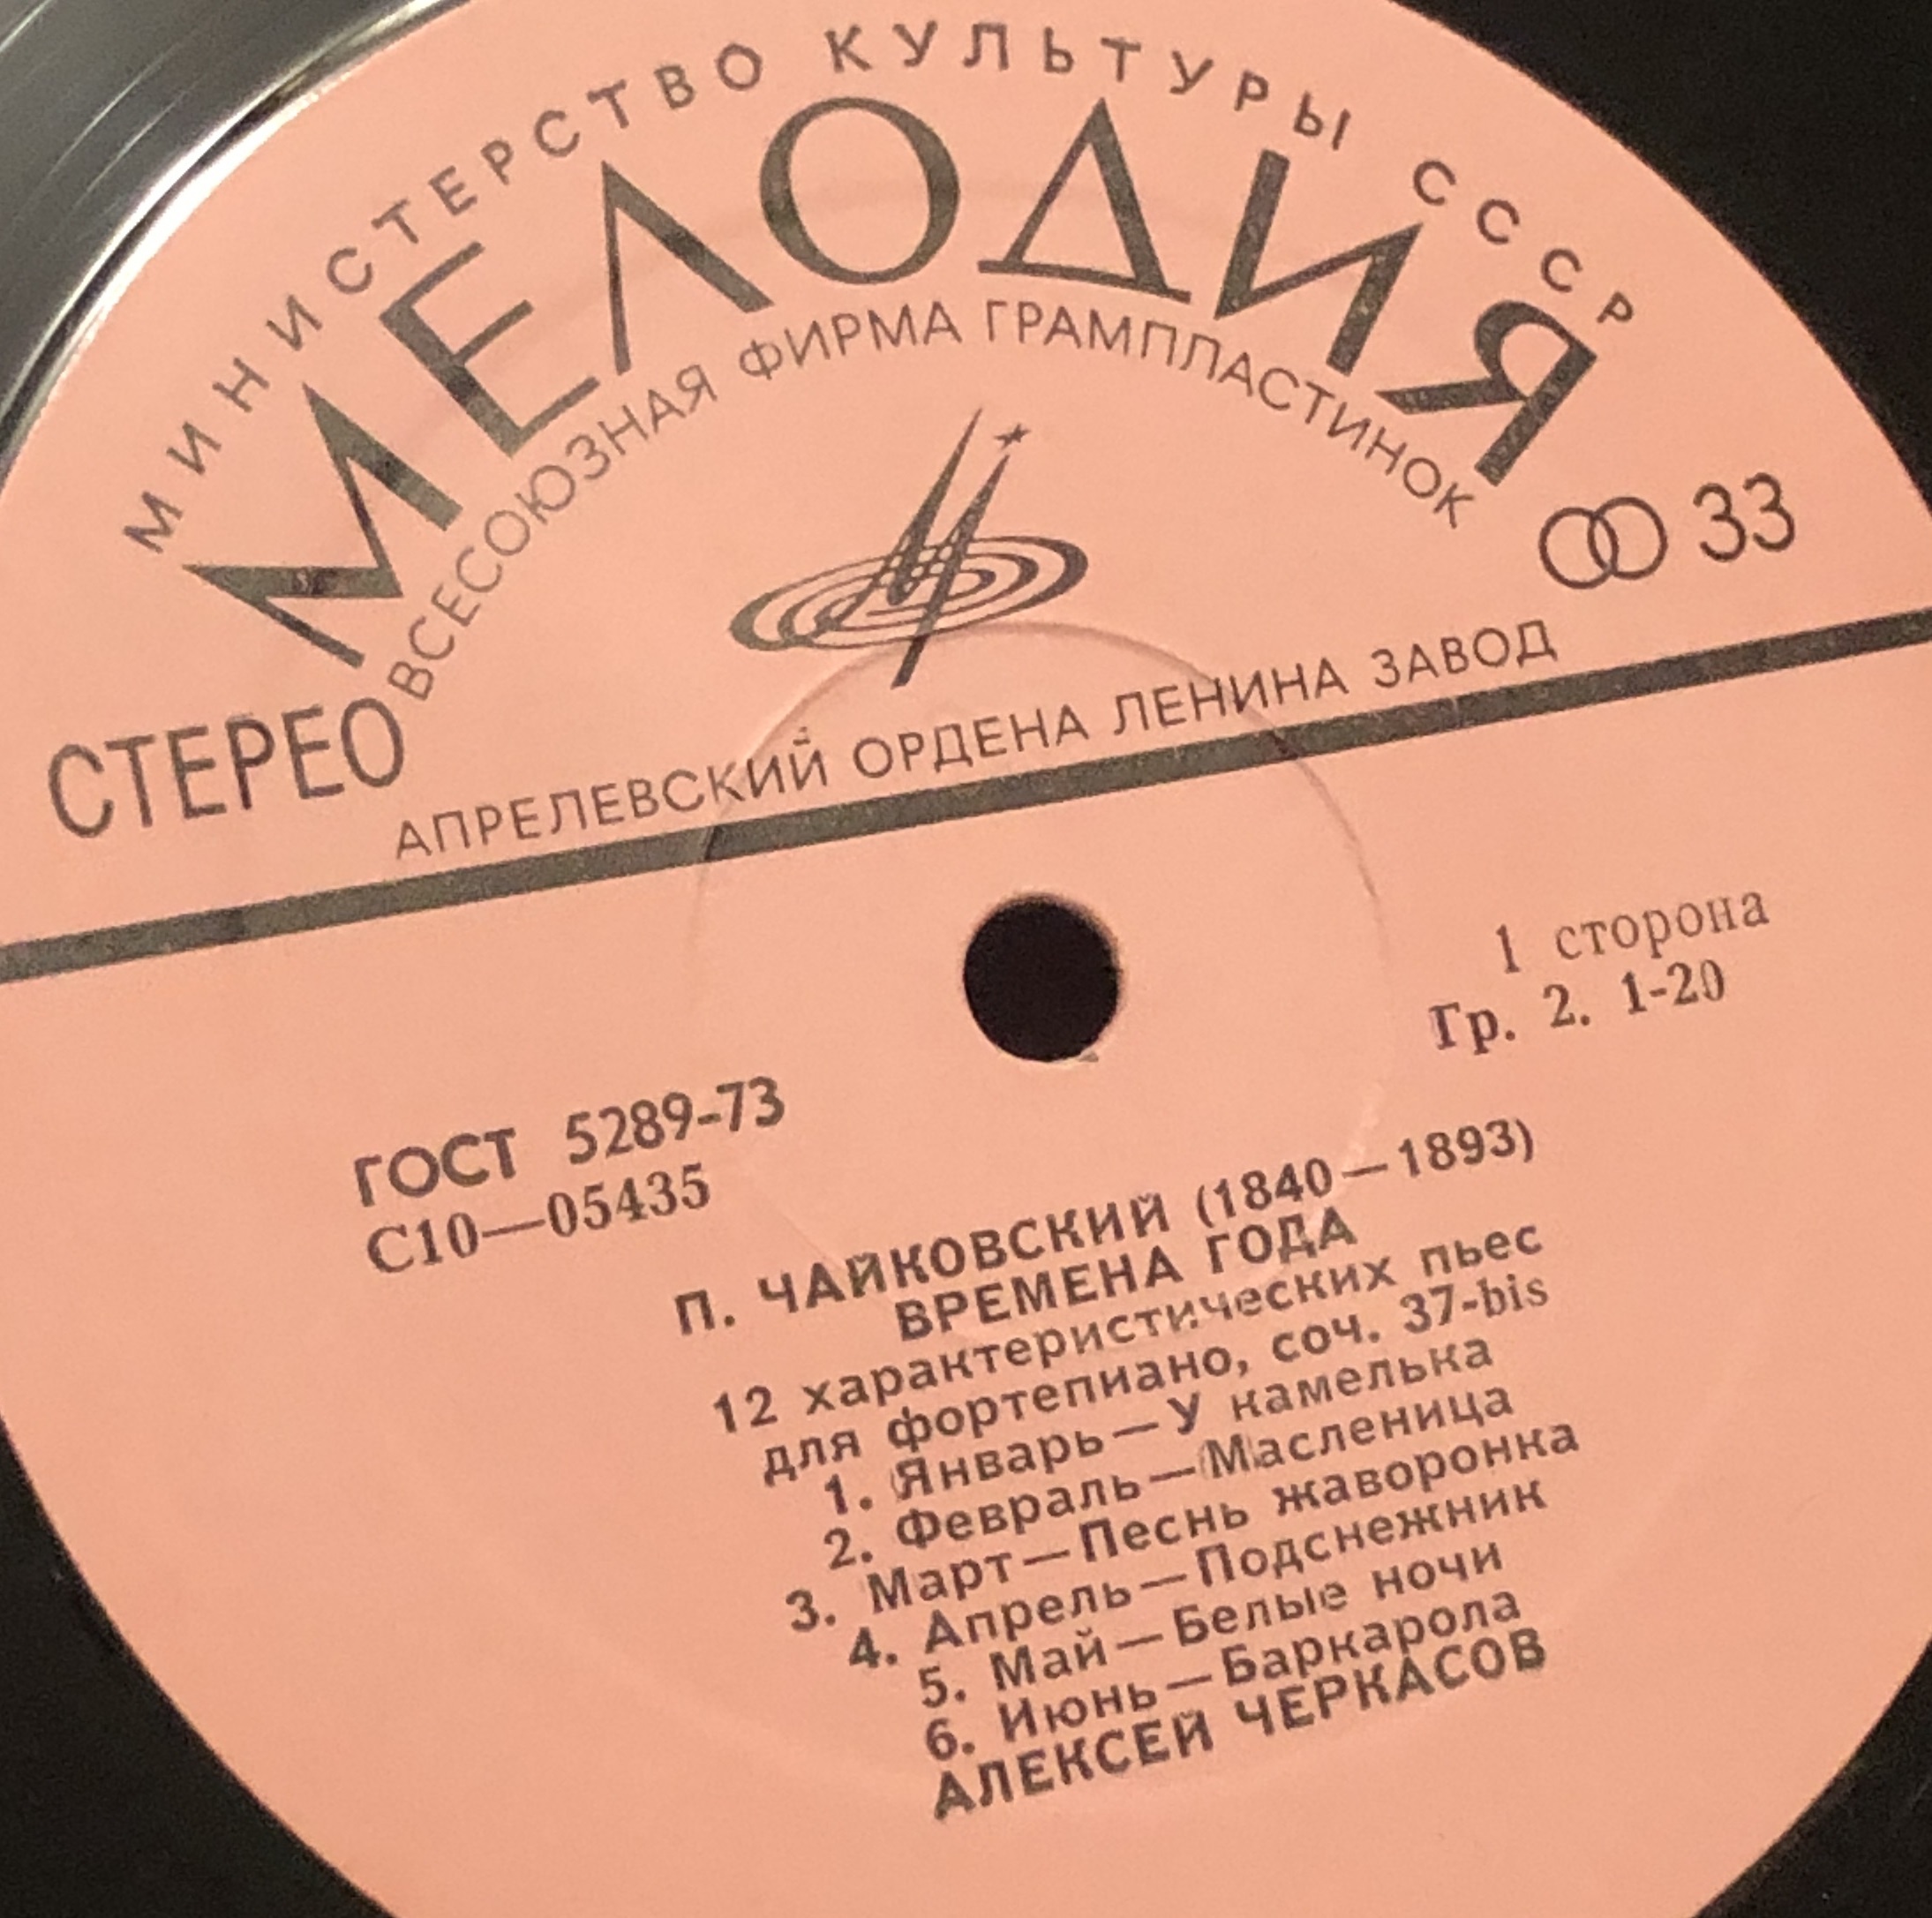 МИНИСТЕРСТВО КУЛЬТУРЫ СССР
МЕЛОДИЯ
ВСЕСОЮЗНАЯ ФИРМА ГРАМПЛАСТИНОК
33
СТЕРЕО
АПРЕЛЕВСКИЙ ОРДЕНА ЛЕНИНА ЗАВОД
1 сторона
Гр. 2. 1-20
ГОСТ 5289-73
С10—05435
П. ЧАЙКОВСКИЙ (1840—1893)
ВРЕМЕНА ГОДА
12 характеристических пьес
для фортепиано, соч. 37-bis
1. Январь—У камелька
2. Февраль—Масленица
3. Март—Песнь жаворонка
4. Апрель—Подснежник
5. Май—Белые ночи
6. Июнь—Баркарола
АЛЕКСЕЙ ЧЕРКАСОВ